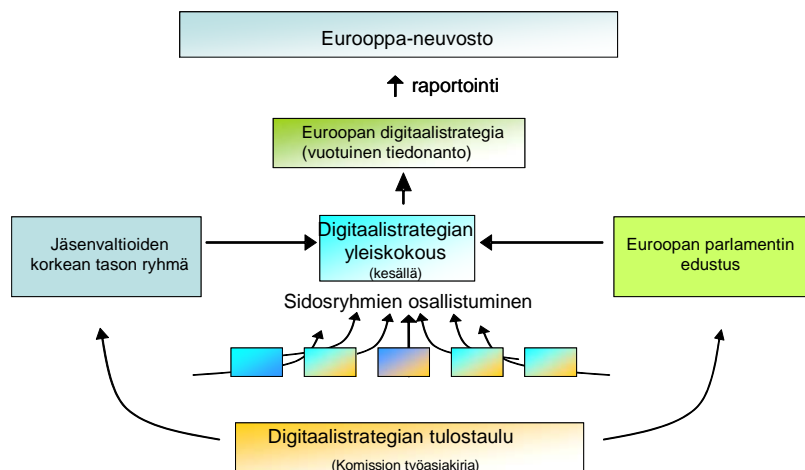 Eurooppa-neuvosto
raportointi
Euroopan digitaalistrategia
(vuotuinen tiedonanto)
Jäsenvaltioiden
korkean tason ryhmä
Digitaalistrategian
yleiskokous
(kesällä)
Euroopan parlamentin
edustus
Sidosryhmien osallistuminen
Digitaalistrategian tulostaulu
(Komission työasiakirja)